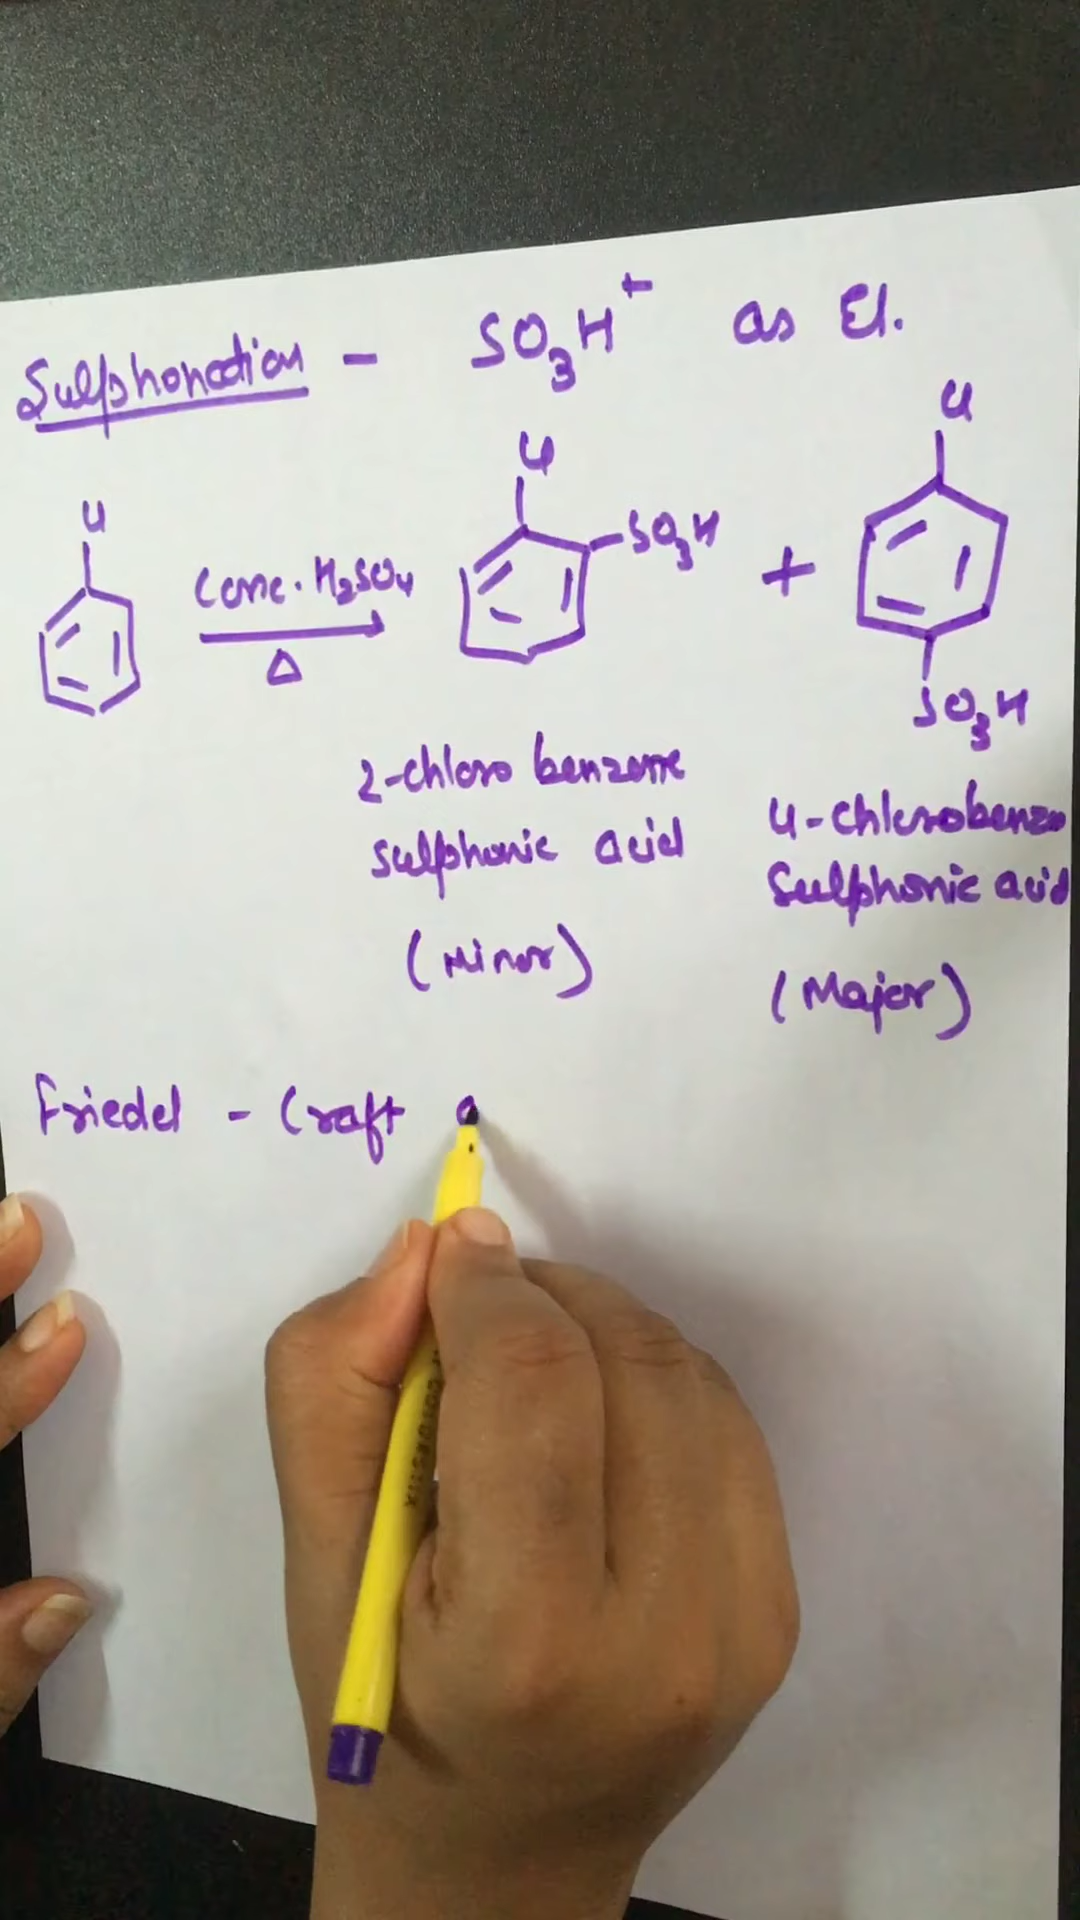 Sulphonation - SO3H+ as El.
Cl
Cl
Cl
SO3H
Conc. H2SO4
+
Δ
SO3H
2-chloro benzene
sulphonic acid
4-chlorobenzene
Sulphonic acid
(Minor)
(Major)
Friedel - Craft a